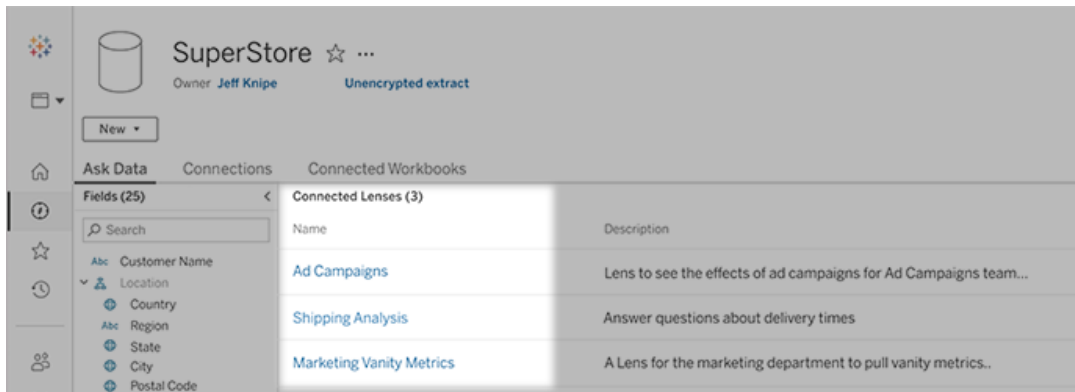 SuperStore ...
Owner Jeff Knipe Unencrypted extract
New
Ask Data Connections Connected Workbooks
Fields (25)
Search
Abc Customer Name
Location
Country
Abc Region
State
City
Postal Code
Connected Lenses (3)
Name Description
Ad Campaigns Lens to see the effects of ad campaigns for Ad Campaigns team...
Shipping Analysis Answer questions about delivery times
Marketing Vanity Metrics A Lens for the marketing department to pull vanity metrics..